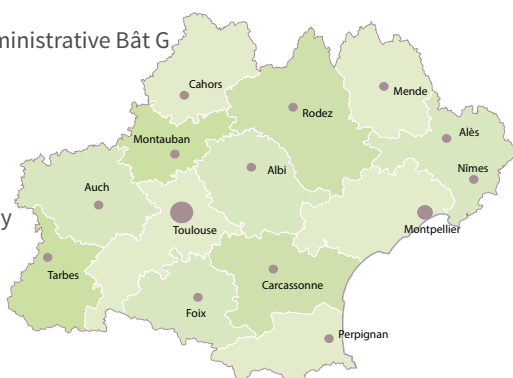 ministrative Bât G
Cahors
Mende
Rodez
Montauban
Alès
Albi
Nîmes
Auch
y
Toulouse
Montpellier
Tarbes
Carcassonne
Foix
Perpignan